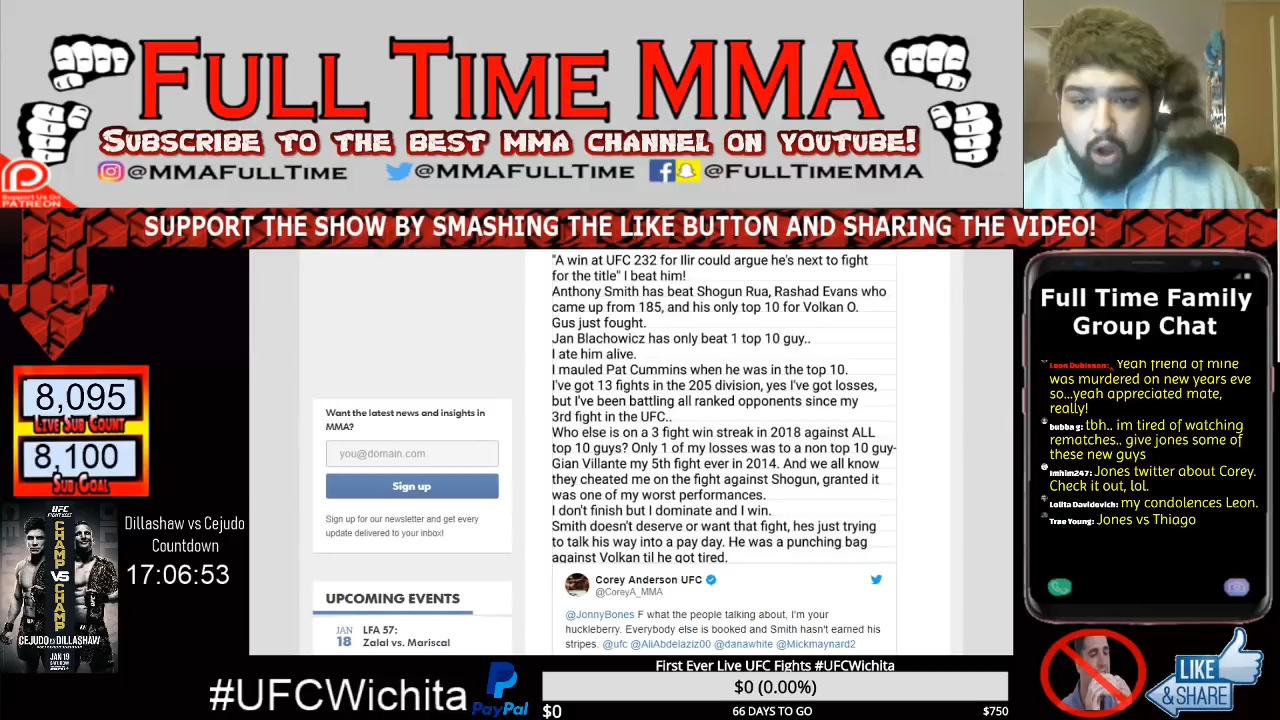 FULL TIME MMA
SUBSCRIBE TO THE BEST MMA CHANNEL ON YOUTUBE!
@MMAFULLTIME @MMAFULLTIME @FULLTIMEMMA
Support Us On
PATREON
SUPPORT THE SHOW BY SMASHING THE LIKE BUTTON AND SHARING THE VIDEO!
8,095
LIVE SUB COUNT
8,100
SUB GOAL
UFC
FIGHT NIGHT
CHAMP
VS
CHAMP
CEJUDO VS DILLASHAW
JAN 19
Dillashaw vs Cejudo
Countdown
17:06:53
Want the latest news and insights in
MMA?
you@domain.com
Sign up
Sign up for our newsletter and get every
update delivered to your inbox!
UPCOMING EVENTS
JAN
18
LFA 57:
Zalal vs. Mariscal
"A win at UFC 232 for Ilir could argue he's next to fight
for the title" I beat him!
Anthony Smith has beat Shogun Rua, Rashad Evans who
came up from 185, and his only top 10 for Volkan O.
Gus just fought.
Jan Blachowicz has only beat 1 top 10 guy..
I ate him alive.
I mauled Pat Cummins when he was in the top 10.
I've got 13 fights in the 205 division, yes I've got losses,
but I've been battling all ranked opponents since my
3rd fight in the UFC..
Who else is on a 3 fight win streak in 2018 against ALL
top 10 guys? Only 1 of my losses was to a non top 10 guy-
Gian Villante my 5th fight ever in 2014. And we all know
they cheated me on the fight against Shogun, granted it
was one of my worst performances.
I don't finish but I dominate and I win.
Smith doesn't deserve or want that fight, hes just trying
to talk his way into a pay day. He was a punching bag
against Volkan til he got tired.
Corey Anderson UFC
@CoreyA_MMA
@JonnyBones F what the people talking about, I'm your
huckleberry. Everybody else is booked and Smith hasn't earned his
stripes. @ufc @AliAbdelaziz00 @danawhite @Mickmaynard2
Full Time Family
Group Chat
Leon Dubisson: Yeah friend of mine
was murdered on new years eve
so...yeah appreciated mate,
really!
bubba g: tbh.. im tired of watching
rematches.. give jones some of
these new guys
Imhim247: Jones twitter about Corey.
Check it out, lol.
Lolita Davidovich: my condolences Leon.
Trae Young: Jones vs Thiago
#UFCWichita
PayPal
First Ever Live UFC Fights #UFCWichita
$0 (0.00%)
$0 66 DAYS TO GO $750
LIKE
& SHARE